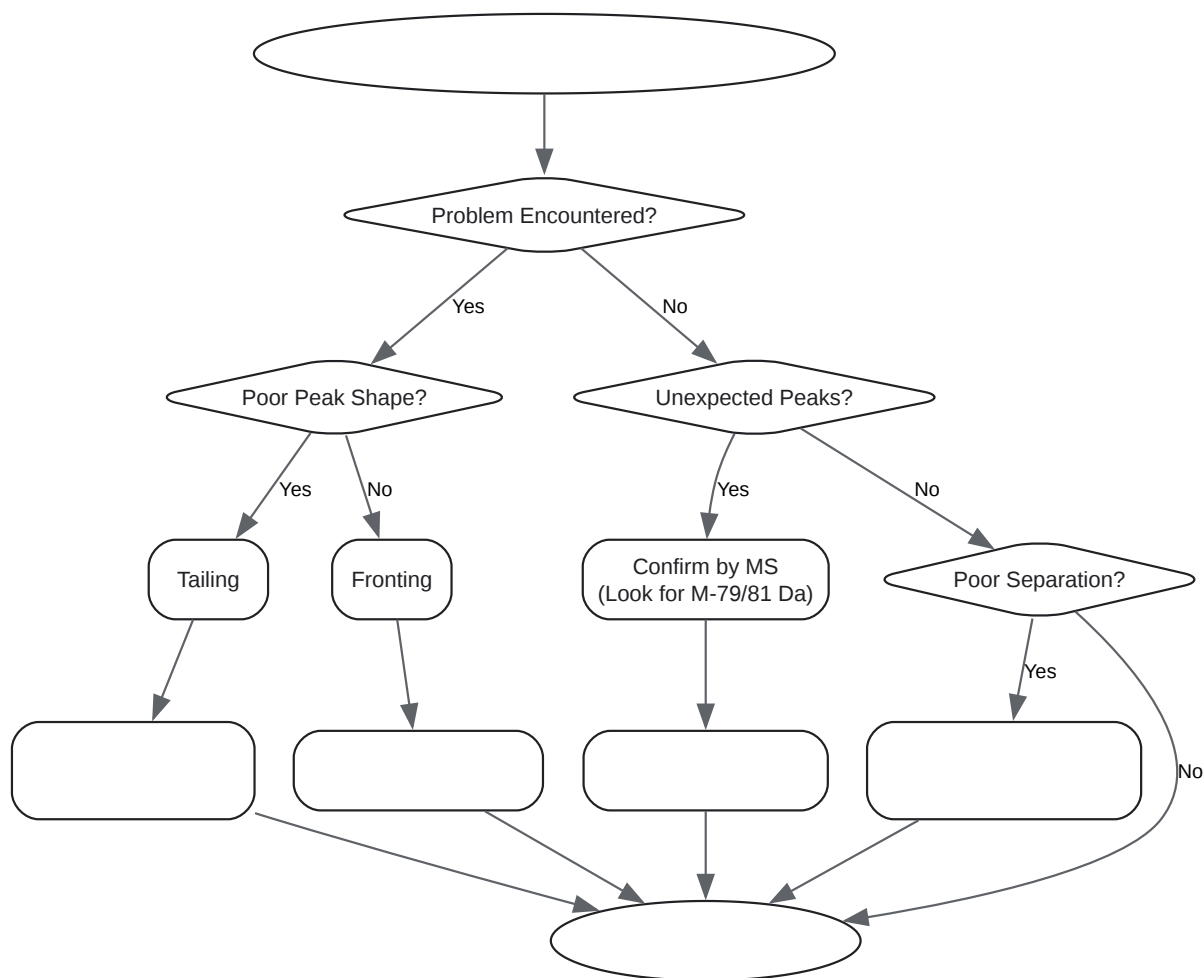 Problem Encountered?
Yes
No
Poor Peak Shape?
Unexpected Peaks?
Yes
No
Yes
No
Tailing
Fronting
Confirm by MS
(Look for M-79/81 Da)
Poor Separation?
Yes
No